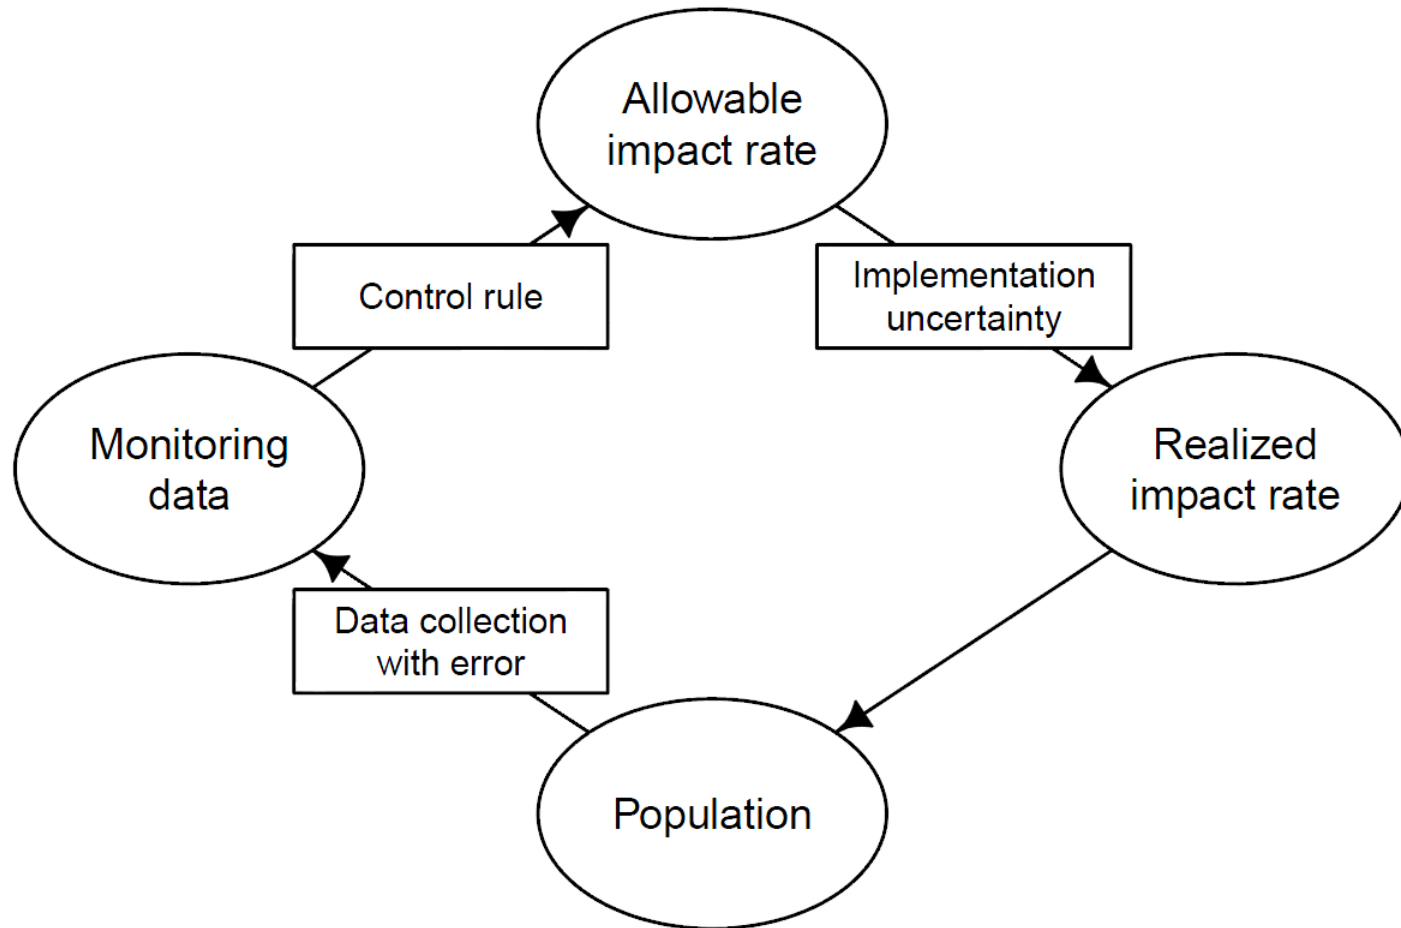 Allowable
impact rate
Control rule
Implementation
uncertainty
Monitoring
data
Realized
impact rate
Data collection
with error
Population